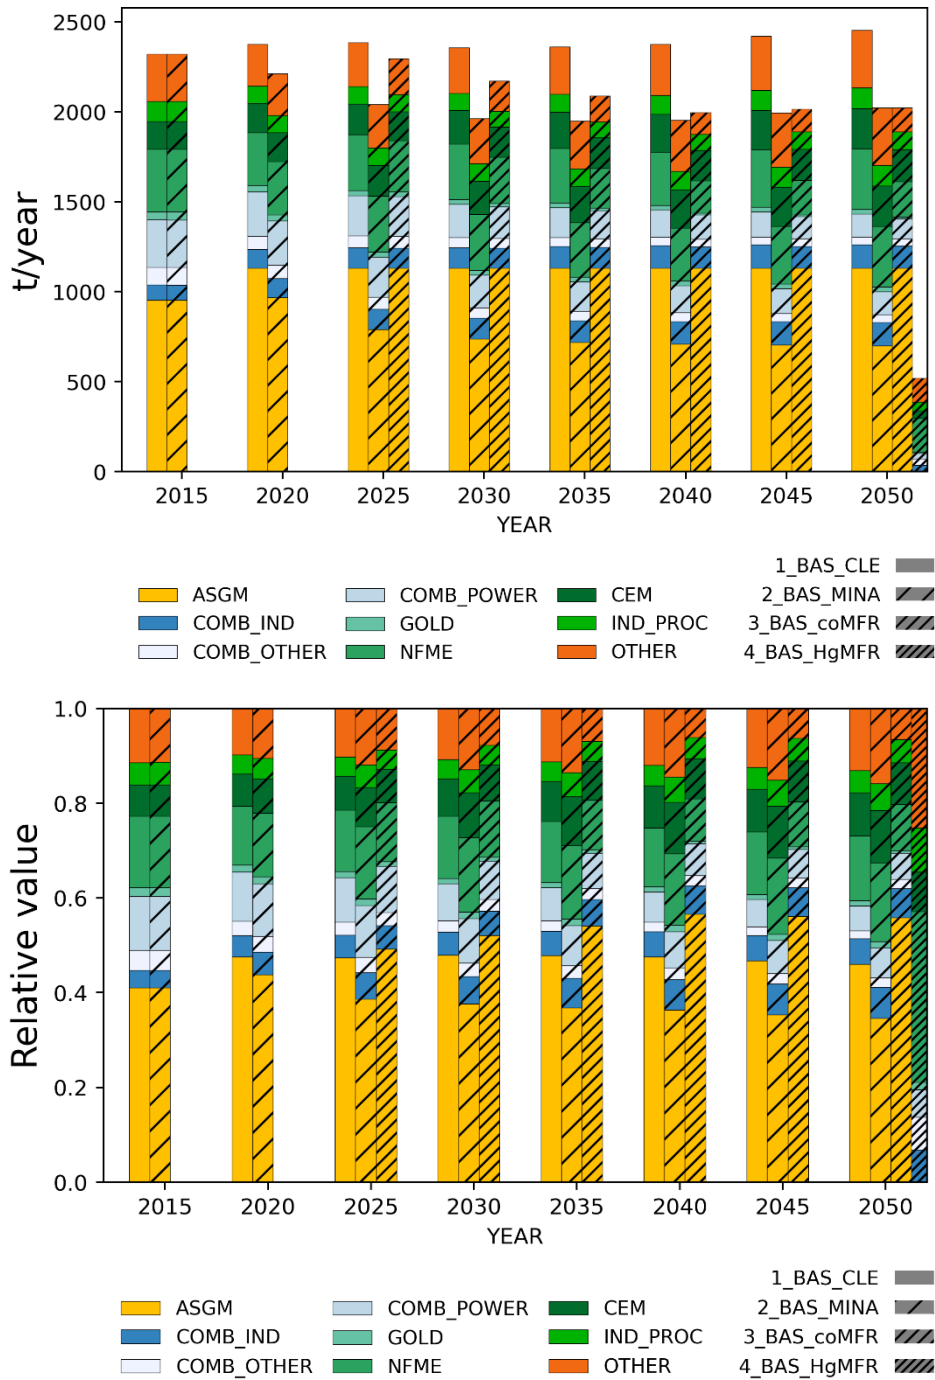 2500
2000
1500
1000
500
0
t/year
2015 2020 2025 2030 2035 2040 2045 2050
YEAR
ASGM COMB_POWER CEM 1_BAS_CLE
COMB_IND GOLD IND_PROC 2_BAS_MINA
COMB_OTHER NFME OTHER 3_BAS_coMFR
4_BAS_HgMFR
1.0
0.8
0.6
0.4
0.2
0.0
Relative value
2015 2020 2025 2030 2035 2040 2045 2050
YEAR
ASGM COMB_POWER CEM 1_BAS_CLE
COMB_IND GOLD IND_PROC 2_BAS_MINA
COMB_OTHER NFME OTHER 3_BAS_coMFR
4_BAS_HgMFR